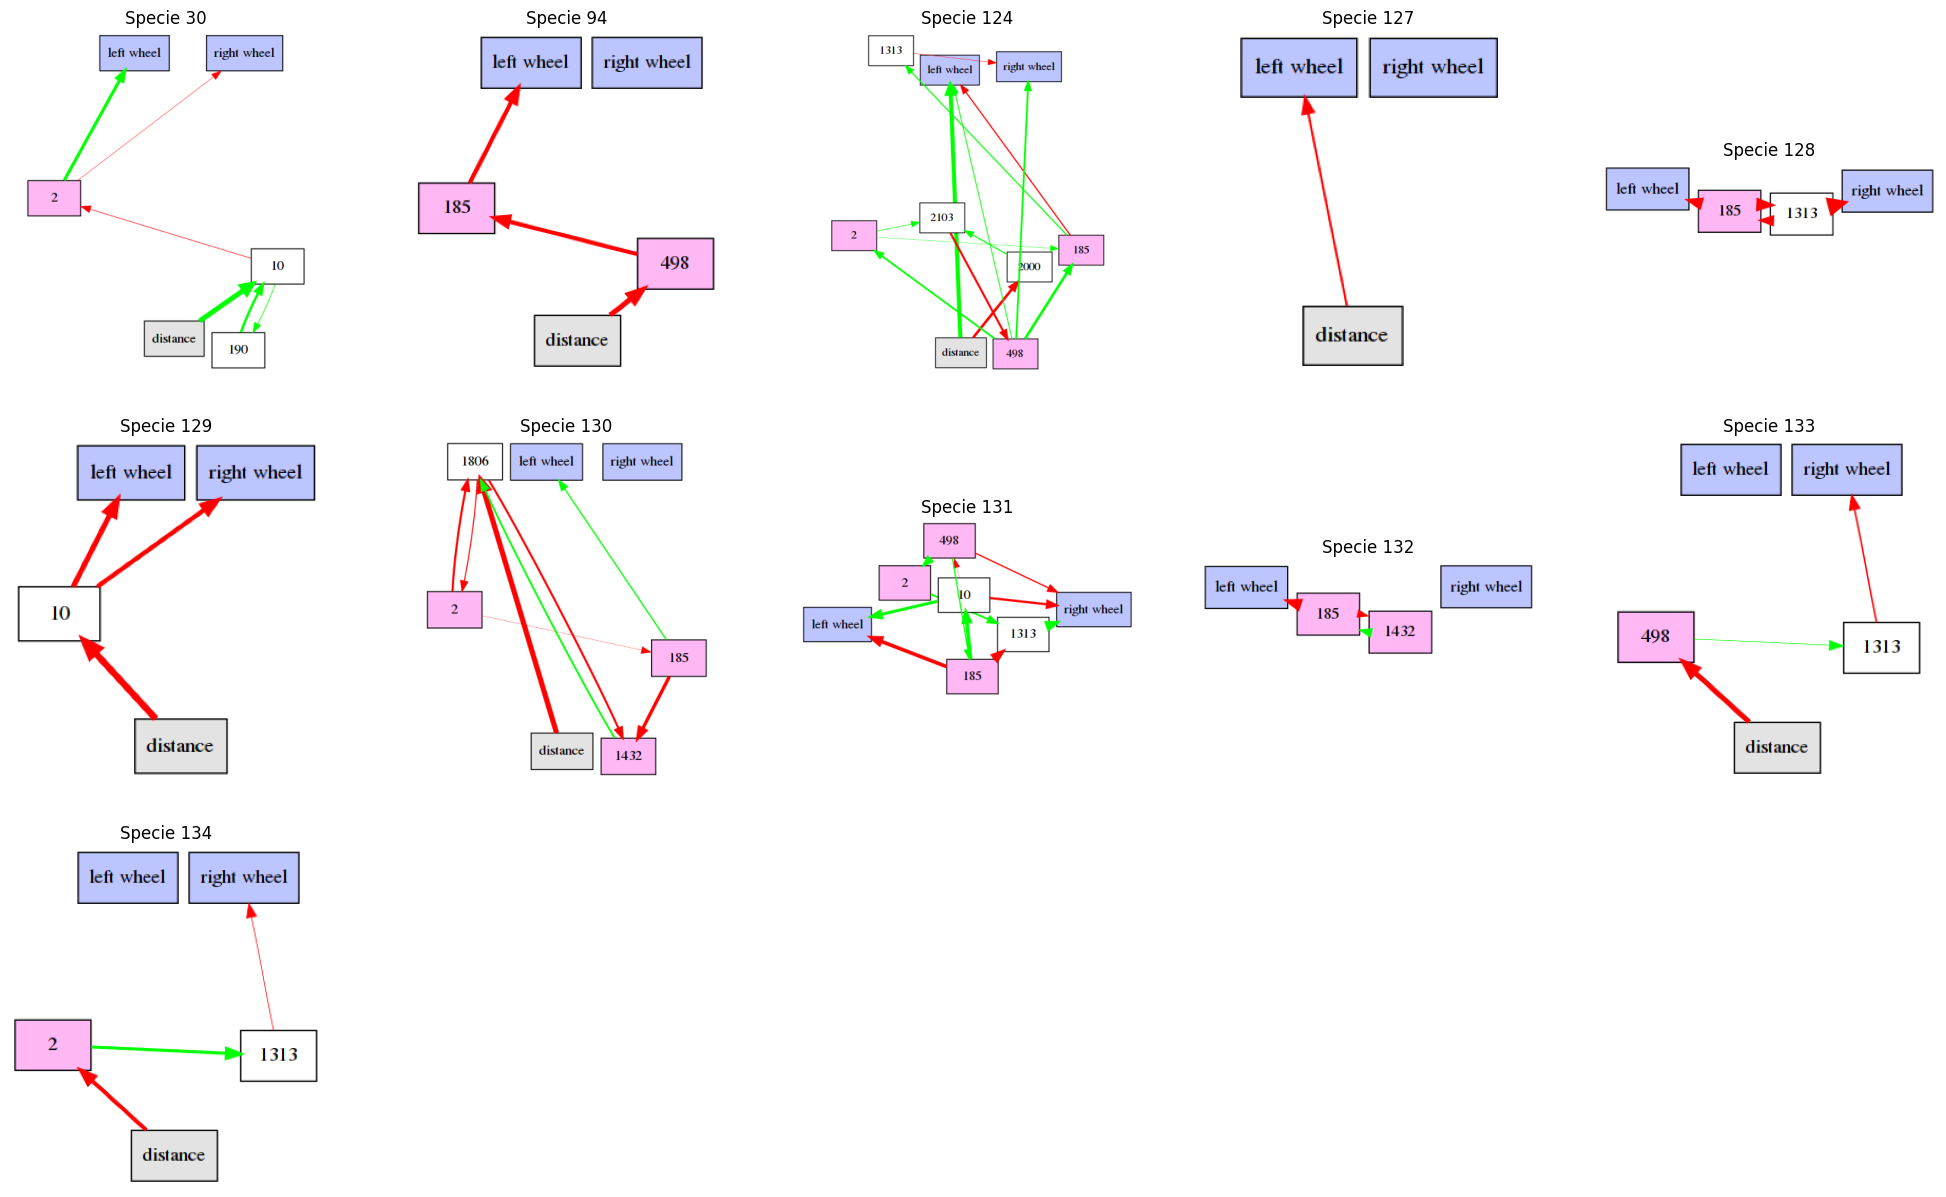 Specie 30
left wheel
right wheel
2
10
distance
190
Specie 94
left wheel
right wheel
185
498
distance
Specie 124
1313
left wheel
right wheel
2103
2
185
2000
distance
498
Specie 127
left wheel
right wheel
distance
Specie 128
left wheel
185
1313
right wheel
Specie 129
left wheel
right wheel
10
distance
Specie 130
1806
left wheel
right wheel
2
185
distance
1432
Specie 131
498
2
10
left wheel
right wheel
1313
185
Specie 132
left wheel
right wheel
185
1432
Specie 133
left wheel
right wheel
498
1313
distance
Specie 134
left wheel
right wheel
2
1313
distance